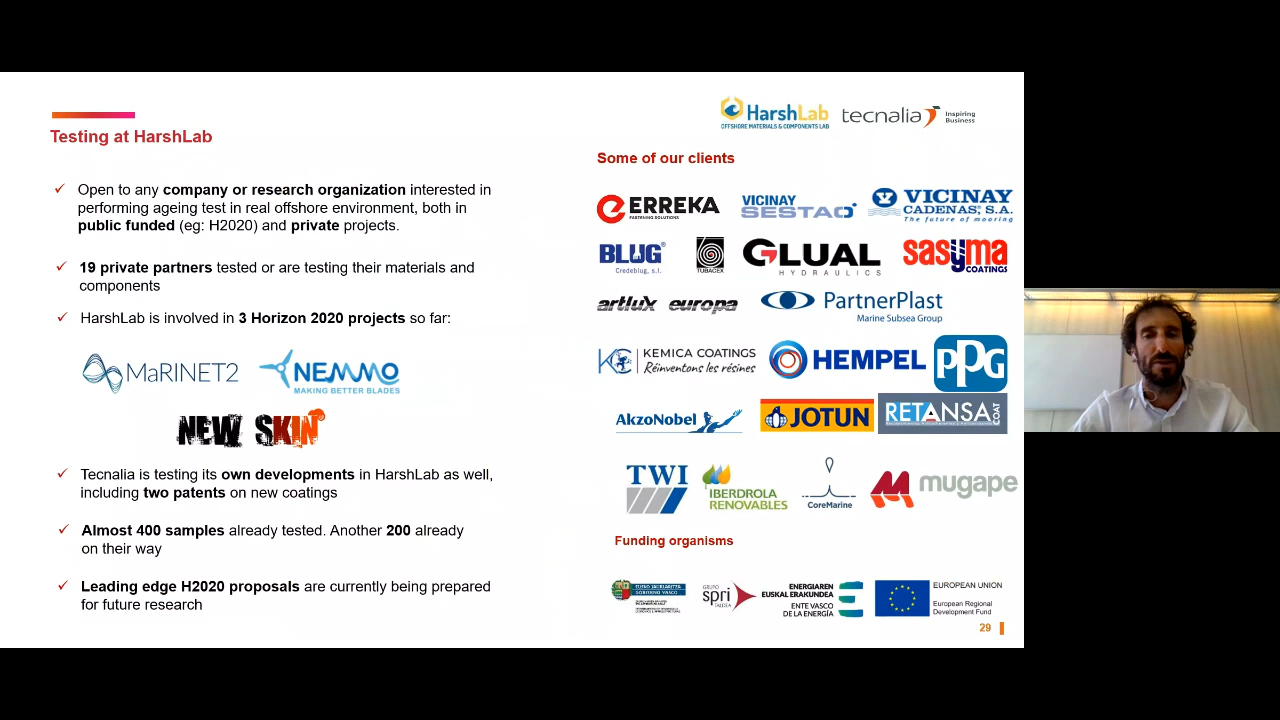 HarshLab
OFFSHORE MATERIALS & COMPONENTS LAB
tecnalia
Inspiring
Business
Testing at HarshLab
Open to any company or research organization interested in
performing ageing test in real offshore environment, both in
public funded (eg: H2020) and private projects.
19 private partners tested or are testing their materials and
components
HarshLab is involved in 3 Horizon 2020 projects so far:
MaRINET2
NEMMO
MAKING BETTER BLADES
NEW SKIN
Tecnalia is testing its own developments in HarshLab as well,
including two patents on new coatings
Almost 400 samples already tested. Another 200 already
on their way
Leading edge H2020 proposals are currently being prepared
for future research
Some of our clients
ERREKA
FASTENING SOLUTIONS
VICINAY
SESTAO
VICINAY
CADENAS, S.A.
The future of mooring
BLUG
Credeblug, s.l.
TUBACEX
GLUAL
HYDRAULICS
sasyma
COATINGS
artlux europa
PartnerPlast
Marine Subsea Group
KC
KEMICA COATINGS
Réinventons les résines
HEMPEL
PPG
AkzoNobel
JOTUN
RETANSA
COAT
TWI
IBERDROLA
RENOVABLES
CoreMarine
mugape
Funding organisms
EUSKO JAURLARITZA
GOBIERNO VASCO
GRUPO
spri
TALDEA
ENERGIAREN
EUSKAL ERAKUNDEA
ENTE VASCO
DE LA ENERGÍA
EUROPEAN UNION
European Regional
Development Fund
29